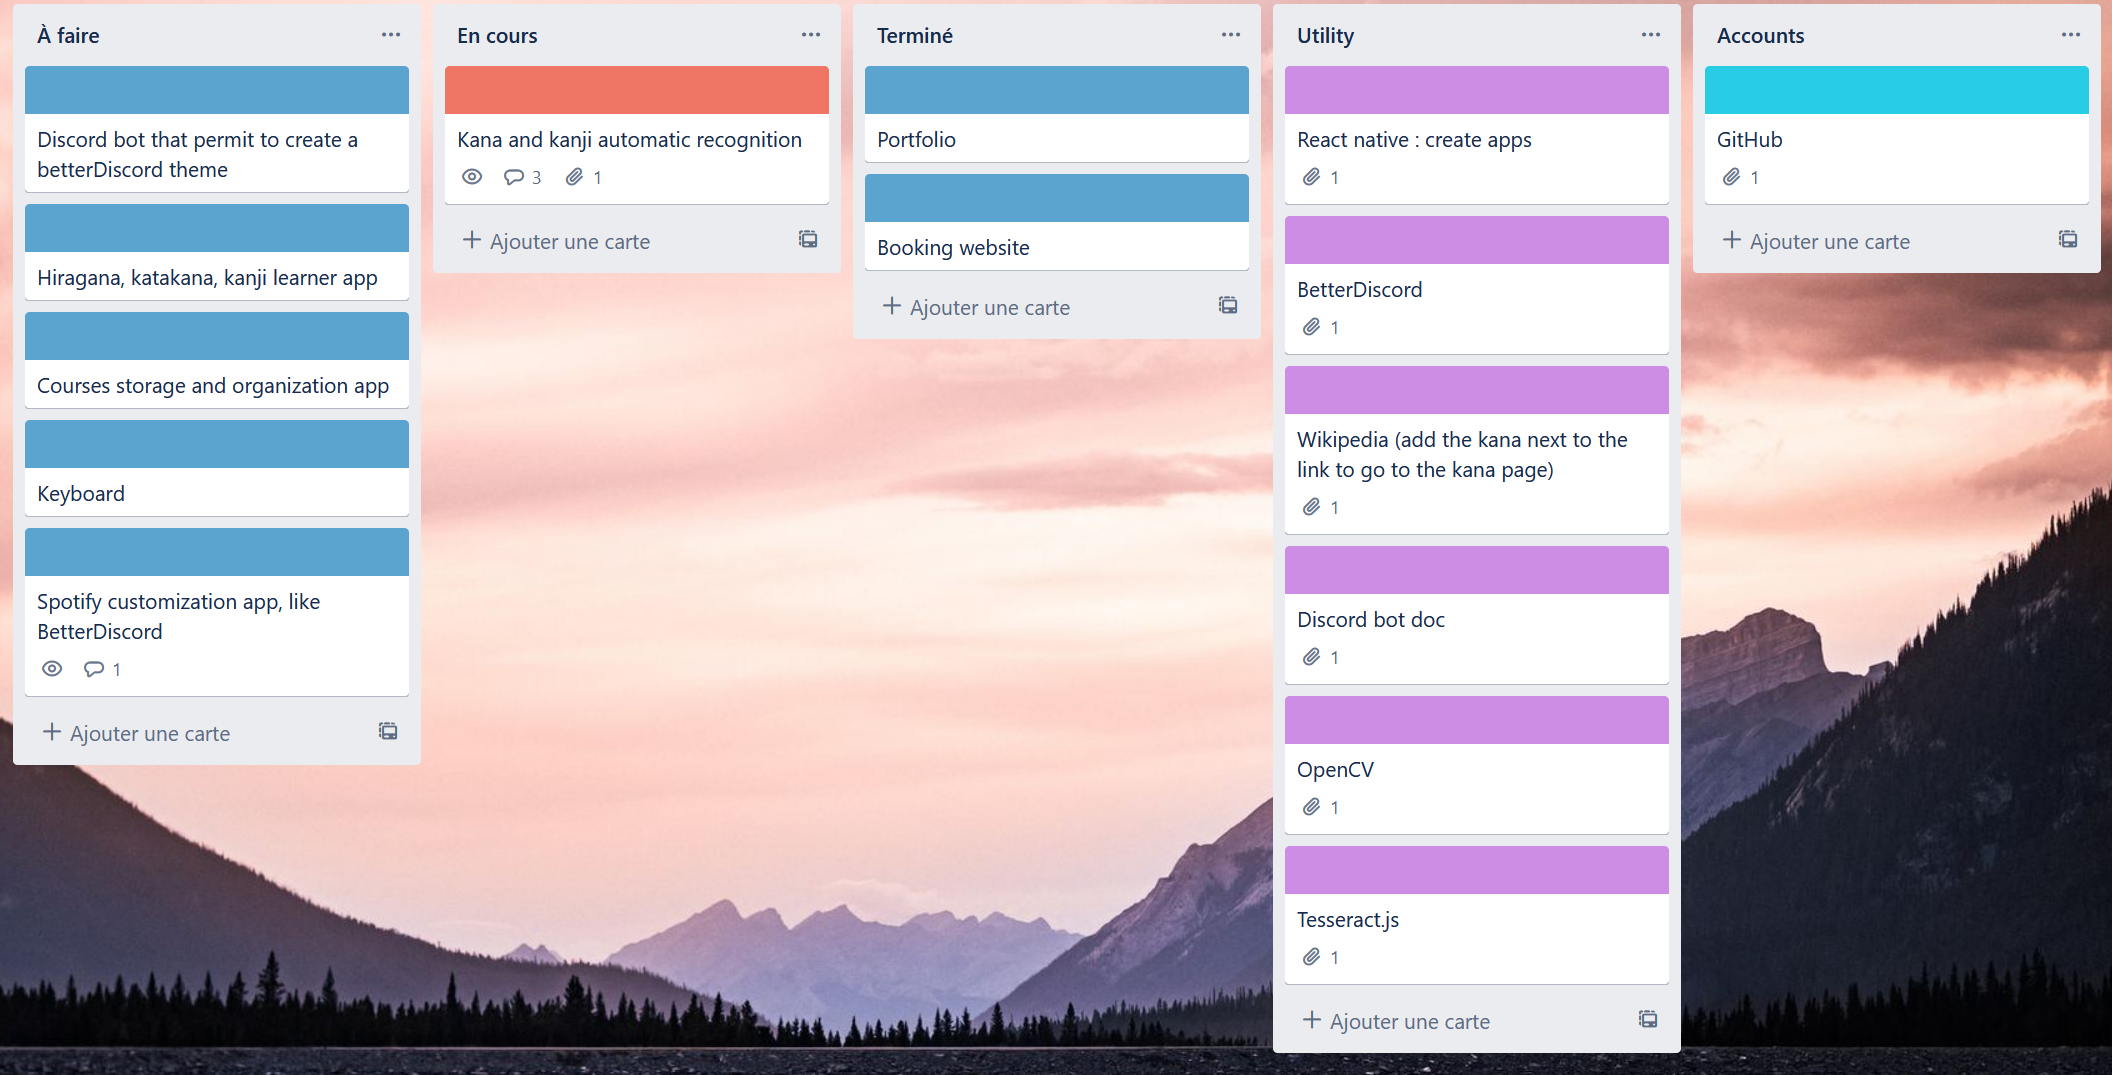 À faire
Discord bot that permit to create a
betterDiscord theme
Hiragana, katakana, kanji learner app
Courses storage and organization app
Keyboard
Spotify customization app, like
BetterDiscord
1
Ajouter une carte
En cours
Kana and kanji automatic recognition
3 1
Ajouter une carte
Terminé
Portfolio
Booking website
Ajouter une carte
Utility
React native : create apps
1
BetterDiscord
1
Wikipedia (add the kana next to the
link to go to the kana page)
1
Discord bot doc
1
OpenCV
1
Tesseract.js
1
Ajouter une carte
Accounts
GitHub
1
Ajouter une carte